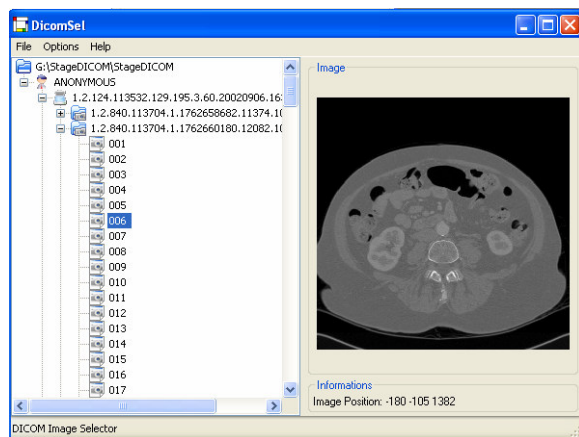 DicomSel
File Options Help
G:\StageDICOM\StageDICOM
ANONYMOUS
1.2.124.113532.129.195.3.60.20020906.16
1.2.840.113704.1.1762658682.11374.10
1.2.840.113704.1.1762660180.12082.10
001
002
003
004
005
006
007
008
009
010
011
012
013
014
015
016
017
Image
Informations
Image Position: -180 -105 1382
DICOM Image Selector